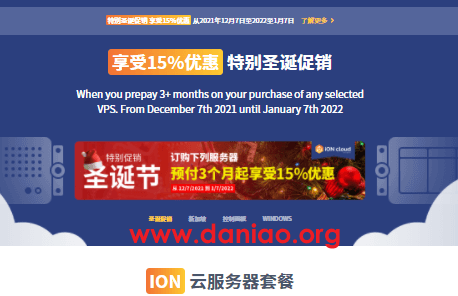 特别圣诞促销 享受15%优惠 从2021年12月7日至2022年1月7日 了解更多 >
享受15%优惠 特别圣诞促销
When you prepay 3+ months on your purchase of any selected
VPS. From December 7th 2021 until January 7th 2022
特别促销
圣诞节
订购下列服务器
预付3个月起享受15%优惠
从 12/7/2021 到 1/7/2022
ION cloud
圣诞促销 新加坡 控制面板 WINDOWS
www.daniao.org
ION 云服务器套餐